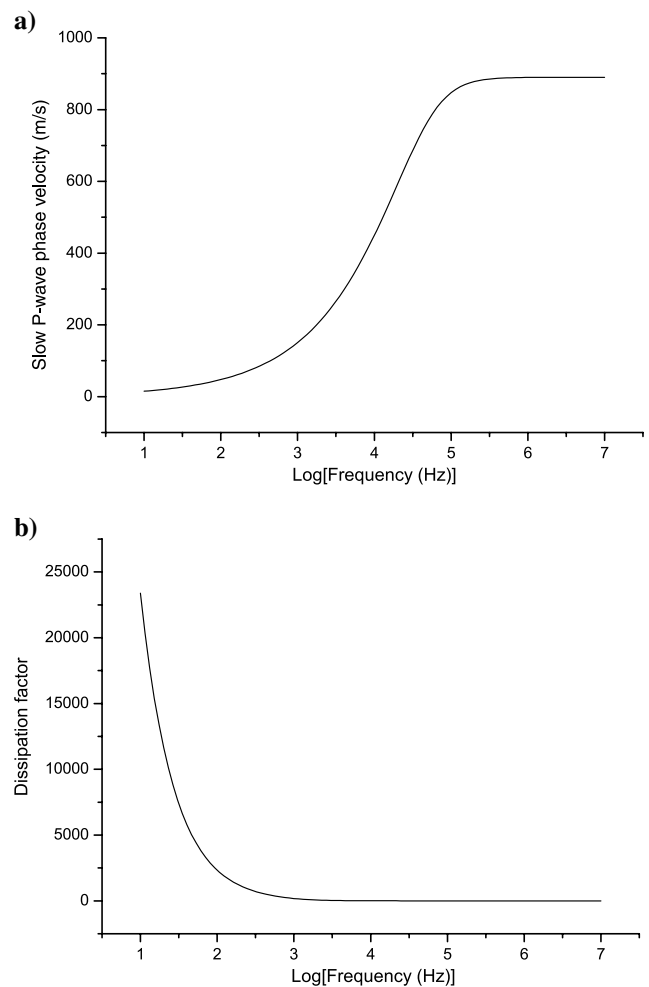 a)
1000
800
600
400
200
0
Slow P-wave phase velocity (m/s)
1 2 3 4 5 6 7
Log[Frequency (Hz)]
b)
25000
20000
15000
10000
5000
0
Dissipation factor
1 2 3 4 5 6 7
Log[Frequency (Hz)]